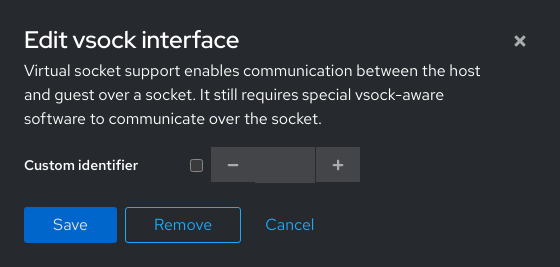 Edit vsock interface
Virtual socket support enables communication between the host
and guest over a socket. It still requires special vsock-aware
software to communicate over the socket.
Custom identifier
Save Remove Cancel